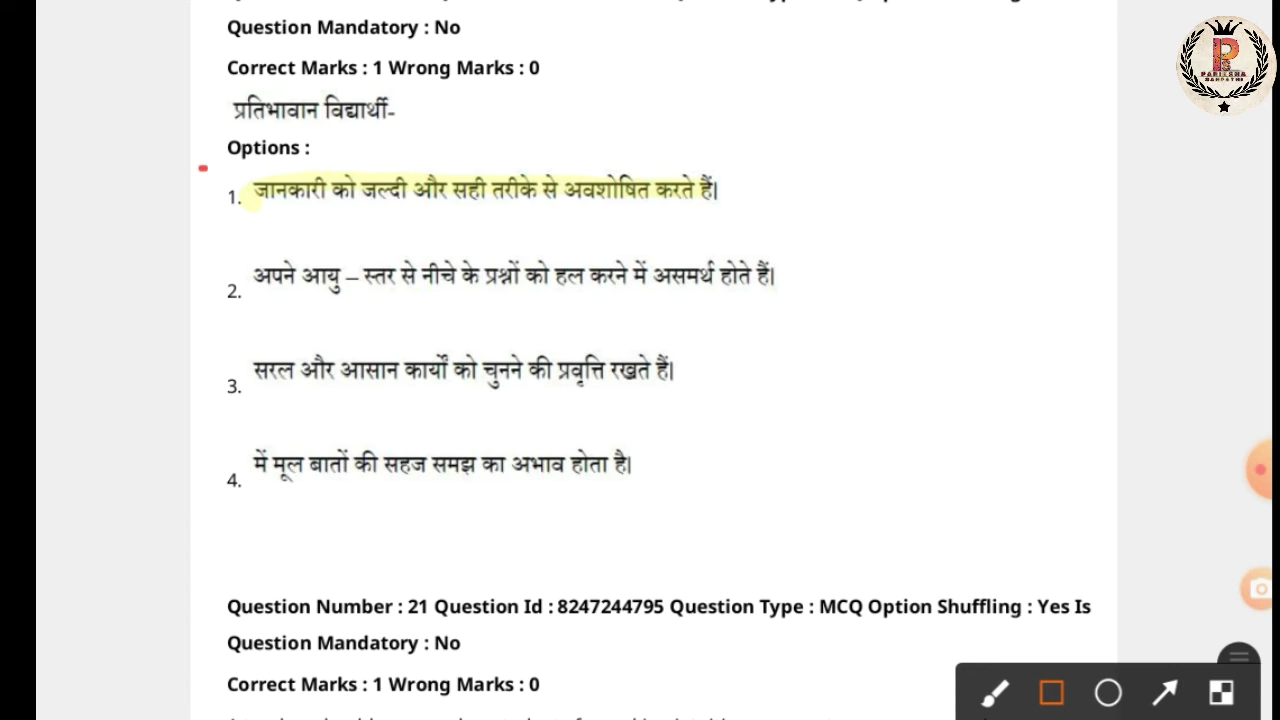 Question Mandatory : No
Correct Marks : 1 Wrong Marks : 0
प्रतिभावान विद्यार्थी-
Options :
1. जानकारी को जल्दी और सही तरीके से अवशोषित करते हैं।
2. अपने आयु – स्तर से नीचे के प्रश्नों को हल करने में असमर्थ होते हैं।
3. सरल और आसान कार्यों को चुनने की प्रवृत्ति रखते हैं।
4. में मूल बातों की सहज समझ का अभाव होता है।
Question Number : 21 Question Id : 8247244795 Question Type : MCQ Option Shuffling : Yes Is
Question Mandatory : No
Correct Marks : 1 Wrong Marks : 0